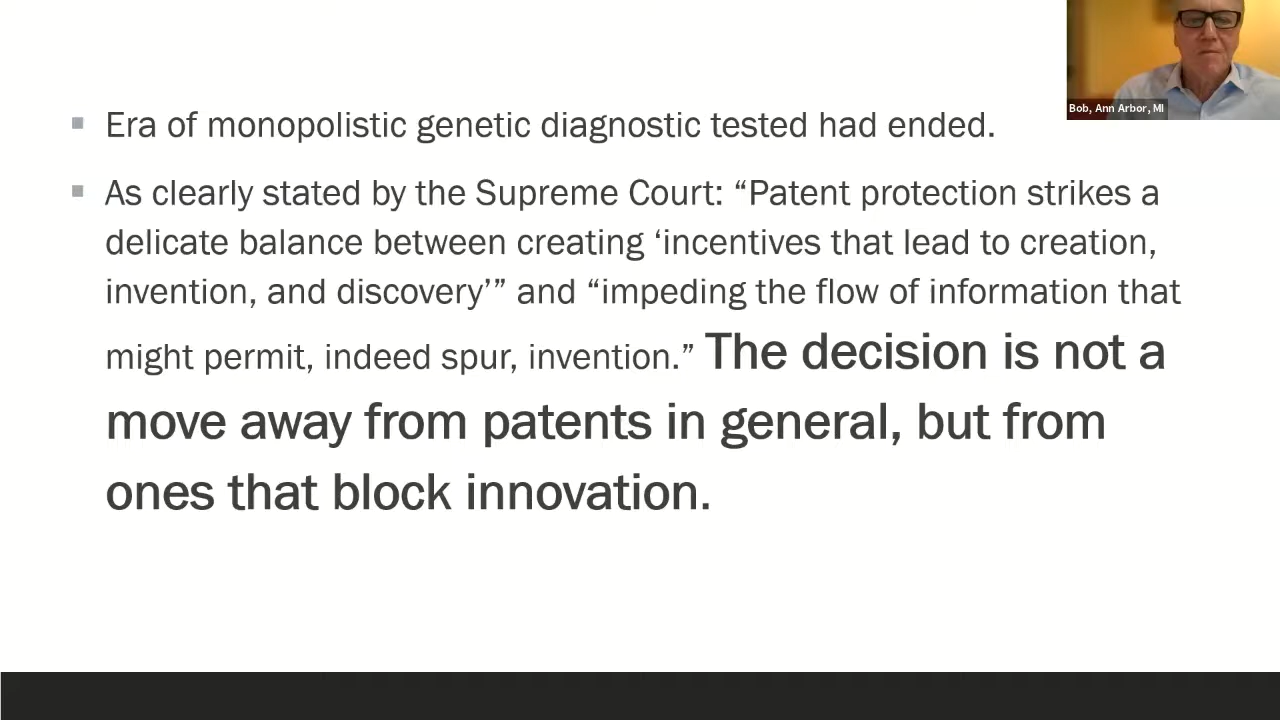 Bob, Ann Arbor, MI
▪ Era of monopolistic genetic diagnostic tested had ended.
▪ As clearly stated by the Supreme Court: “Patent protection strikes a
delicate balance between creating ‘incentives that lead to creation,
invention, and discovery’” and “impeding the flow of information that
might permit, indeed spur, invention.” The decision is not a
move away from patents in general, but from
ones that block innovation.